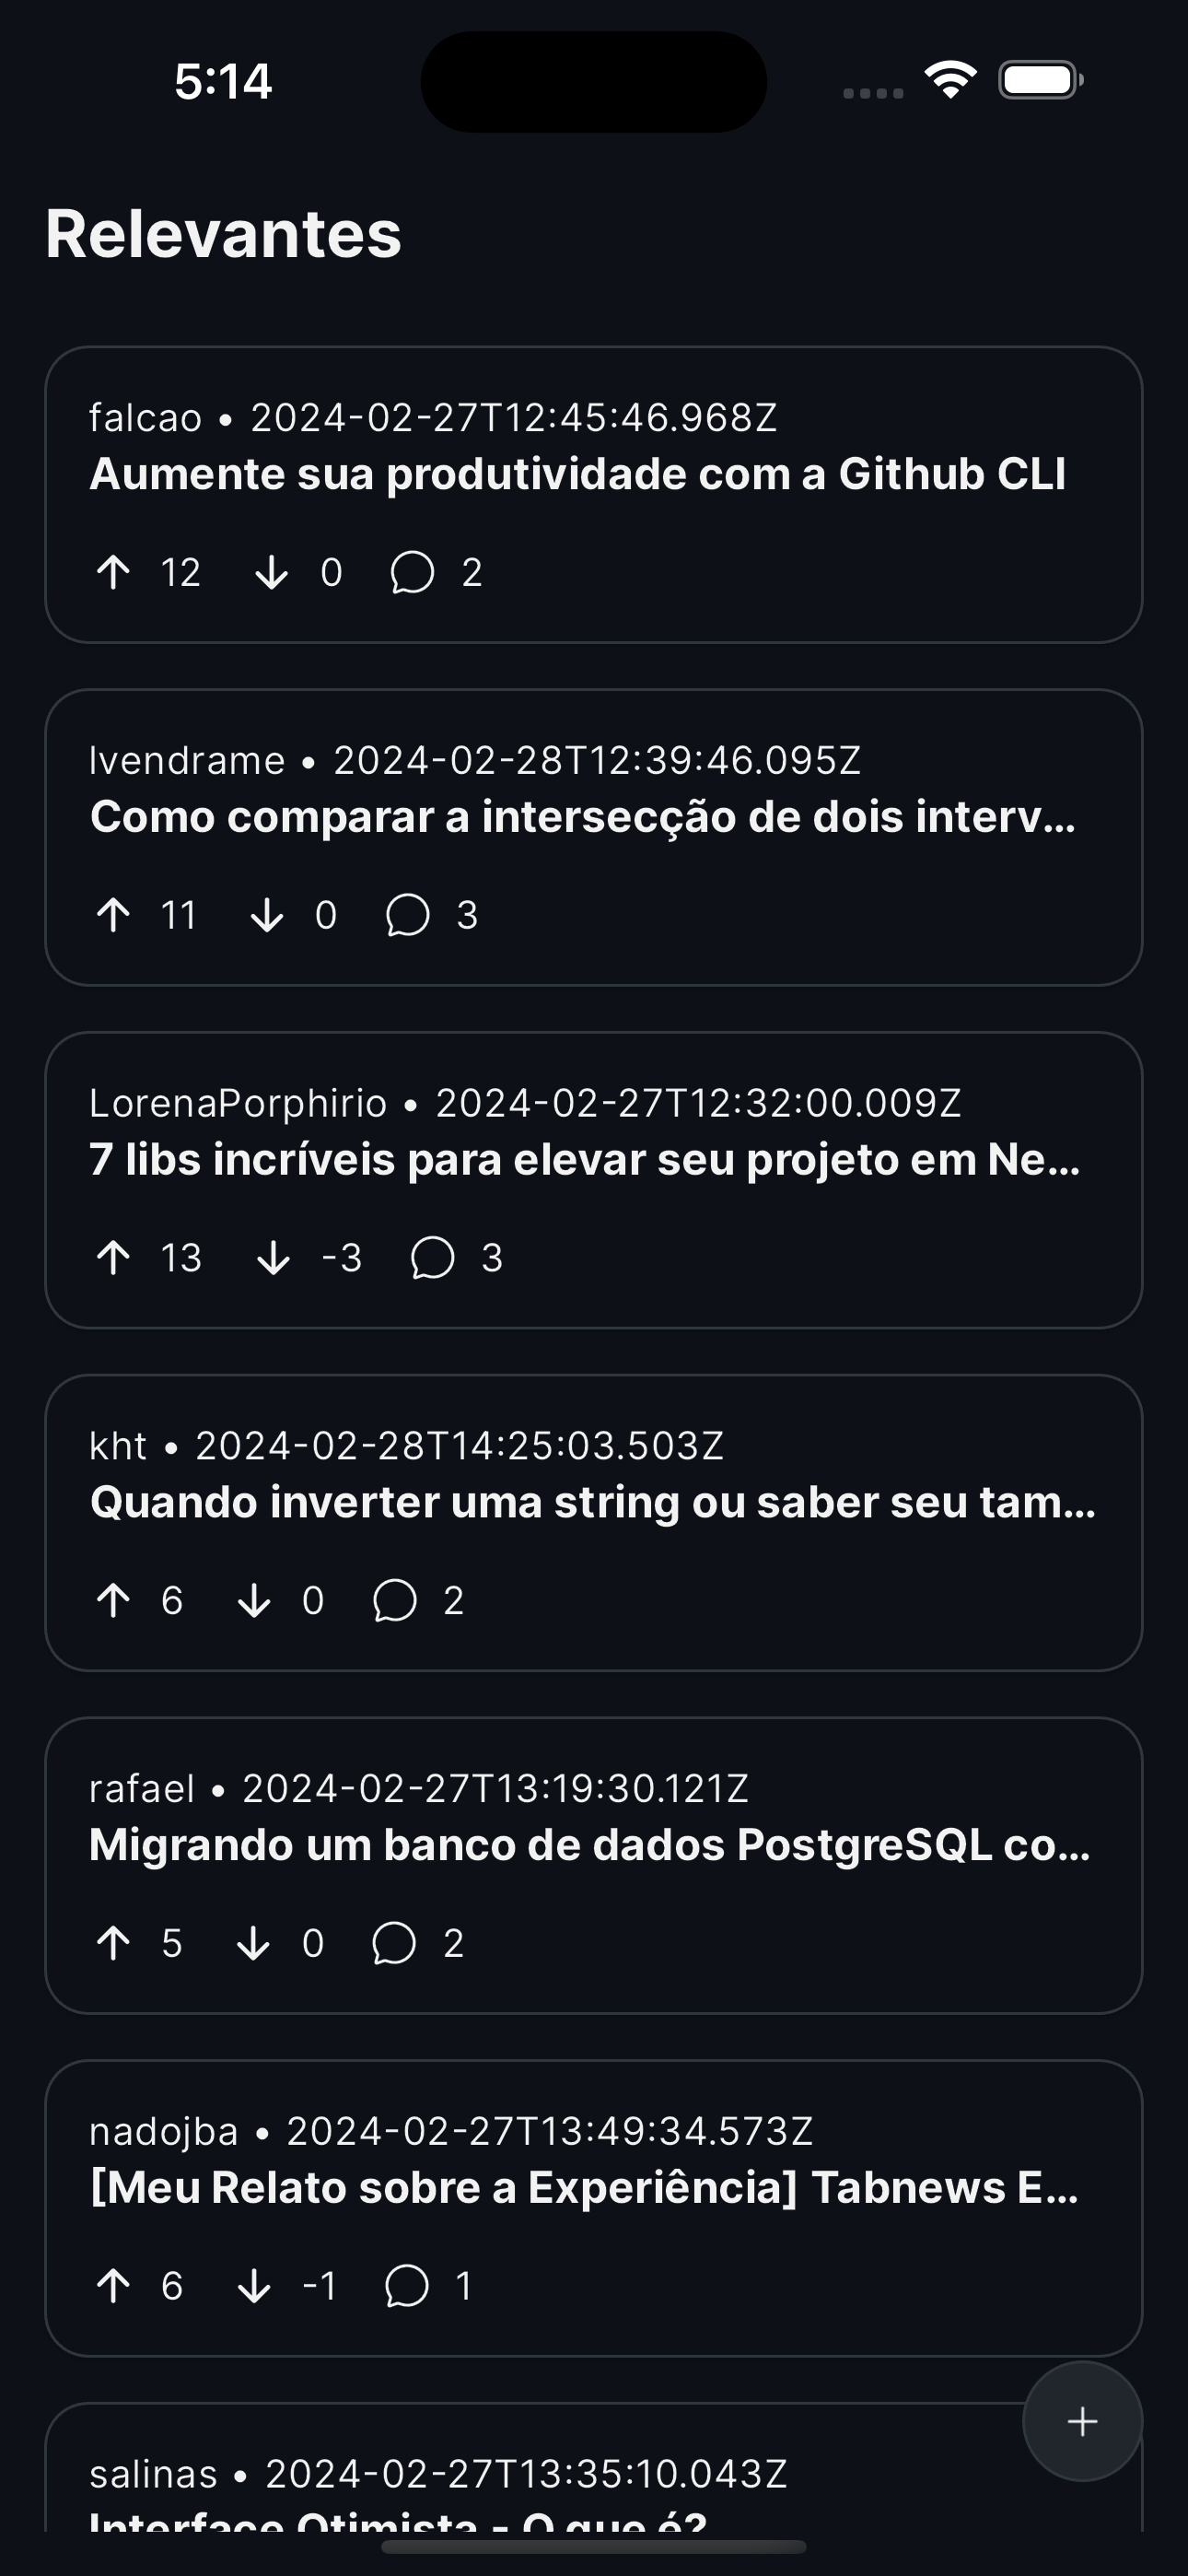 5:14
Relevantes
falcao • 2024-02-27T12:45:46.968Z
Aumente sua produtividade com a Github CLI
12 0 2
lvendrame • 2024-02-28T12:39:46.095Z
Como comparar a intersecção de dois interv...
11 0 3
LorenaPorphirio • 2024-02-27T12:32:00.009Z
7 libs incríveis para elevar seu projeto em Ne...
13 -3 3
kht • 2024-02-28T14:25:03.503Z
Quando inverter uma string ou saber seu tam...
6 0 2
rafael • 2024-02-27T13:19:30.121Z
Migrando um banco de dados PostgreSQL co...
5 0 2
nadojba • 2024-02-27T13:49:34.573Z
[Meu Relato sobre a Experiência] Tabnews E...
6 -1 1
salinas • 2024-02-27T13:35:10.043Z
Interface Otimista - O que é?